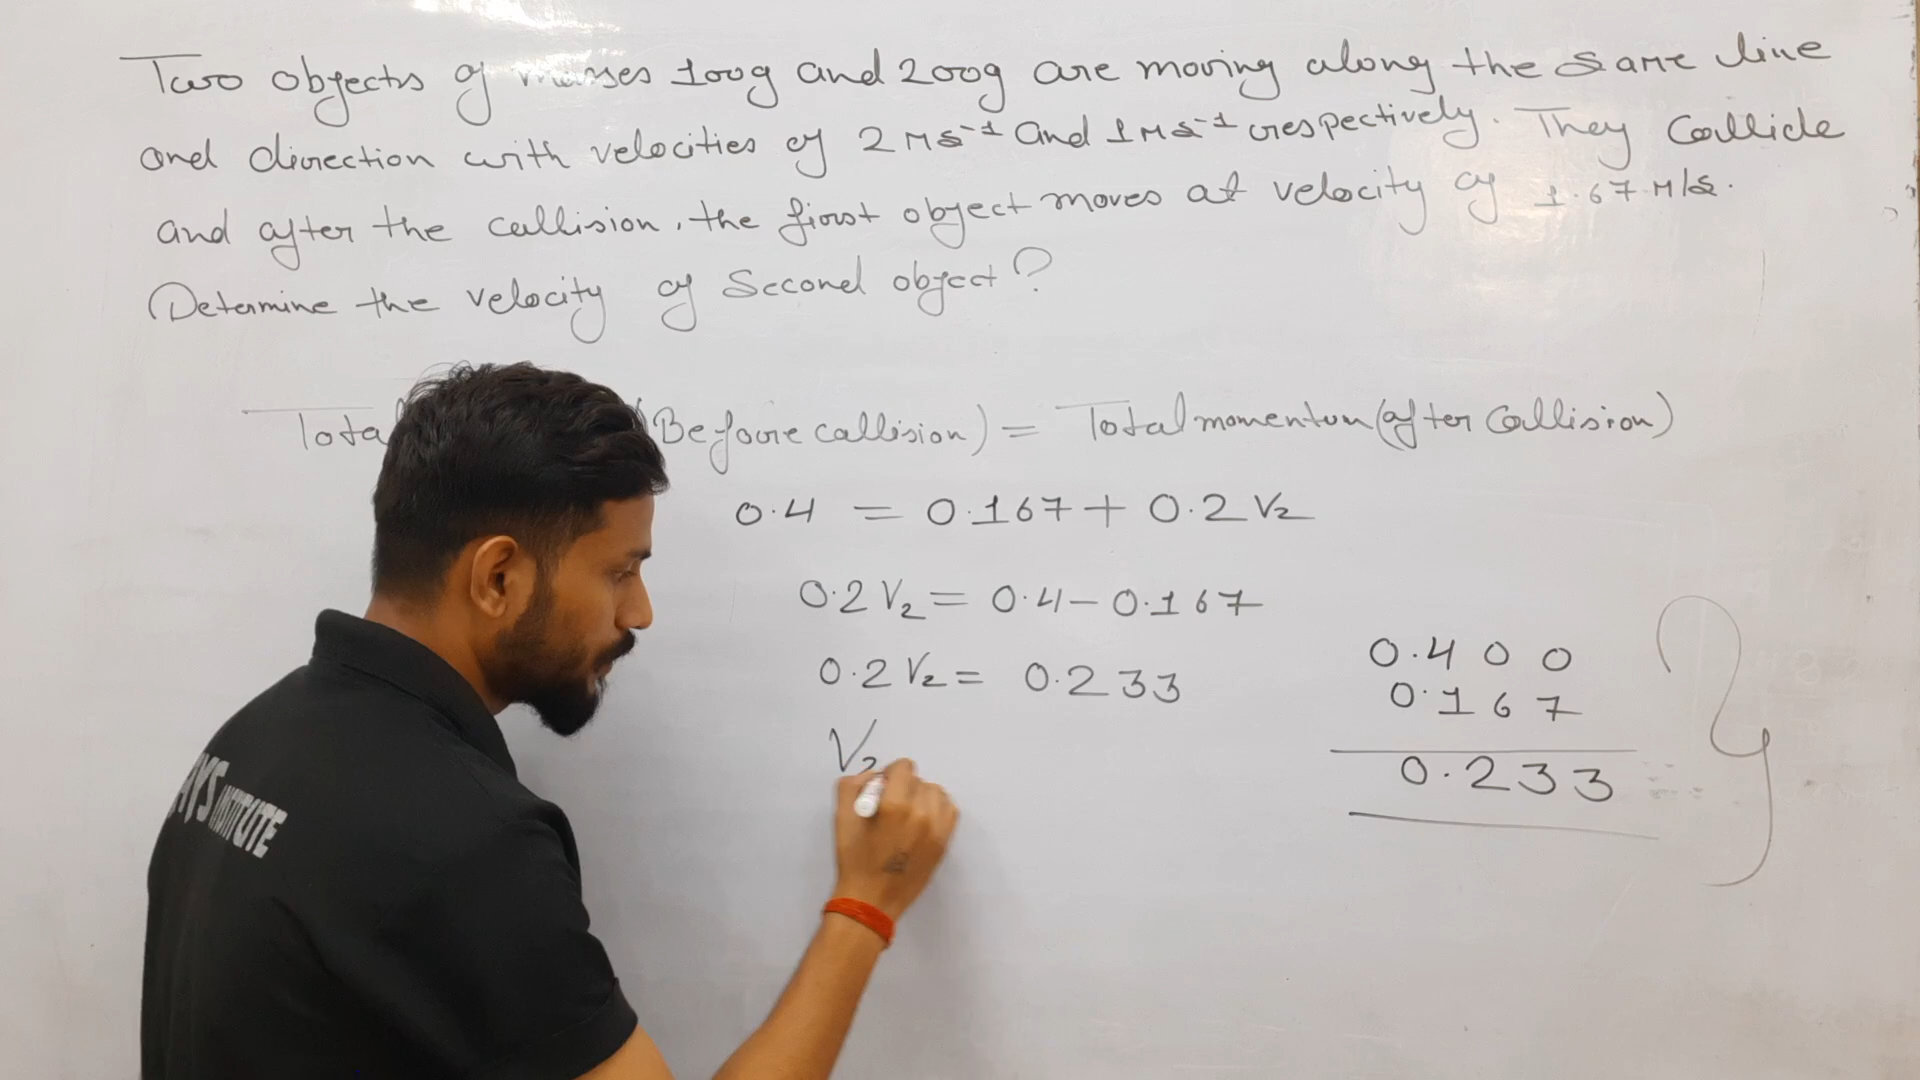 Two objects of masses 100g and 200g are moving along the same line
and direction with velocities of 2 ms⁻¹ and 1 ms⁻¹ respectively. They Collide
and after the collision, the first object moves at velocity of 1.67 m/s.
Determine the velocity of Second object?
Total (Before collision) = Total momentum (after Collision)
0.4 = 0.167 + 0.2 V₂
0.2 V₂ = 0.4 - 0.167
0.2 V₂ = 0.233
V₂
0.400
0.167
0.233
INSTITUTE